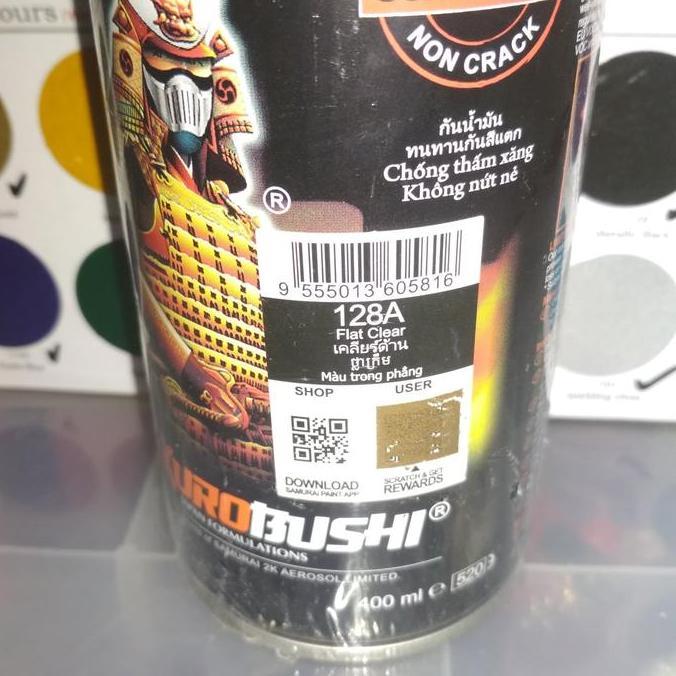 ours
NON CRACK
กันน้ำมัน
ทนทานกันสีแตก
Chống thấm xăng
Không nứt nẻ
®
9 555013 605816
128A
Flat Clear
เคลียร์ด้าน
Màu trong phẳng
SHOP
USER
DOWNLOAD
SAMURAI PAINT APP
SCRATCH & GET
REWARDS
KUROBUSHI®
FORMULATIONS
SAMURAI 2K AEROSOL LIMITED.
400 ml ℮ 520